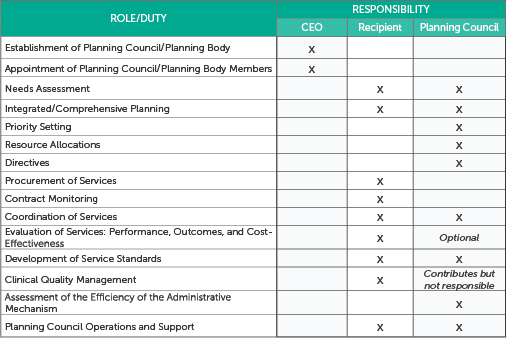 ROLE/DUTY
RESPONSIBILITY
CEO Recipient Planning Council
Establishment of Planning Council/Planning Body X
Appointment of Planning Council/Planning Body Members X
Needs Assessment X X
Integrated/Comprehensive Planning X X
Priority Setting X
Resource Allocations X
Directives X
Procurement of Services X
Contract Monitoring X
Coordination of Services X X
Evaluation of Services: Performance, Outcomes, and Cost-
Effectiveness X Optional
Development of Service Standards X X
Clinical Quality Management X Contributes but
not responsible
Assessment of the Efficiency of the Administrative
Mechanism X
Planning Council Operations and Support X X